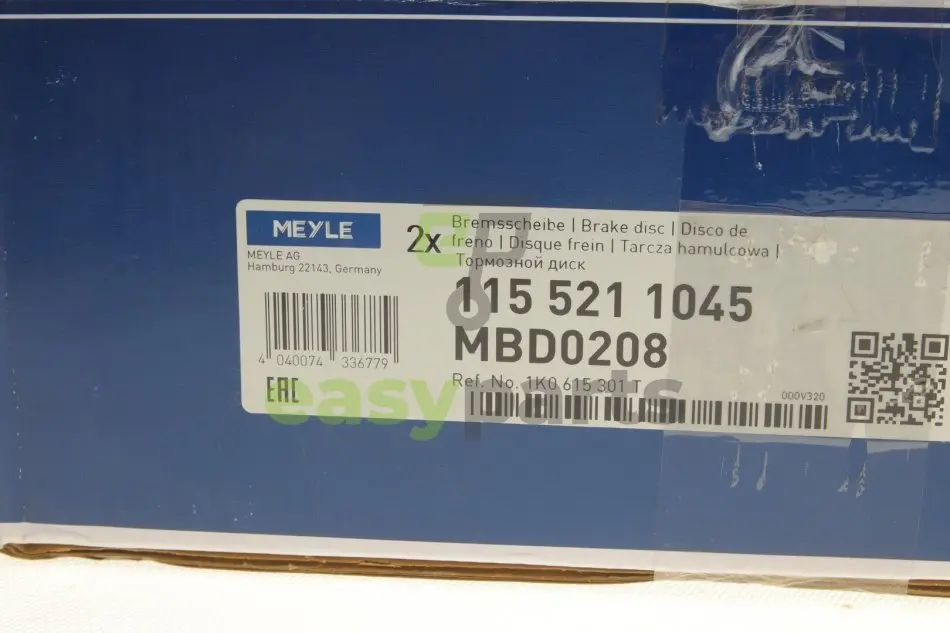 MEYLE
MEYLE AG
Hamburg 22143, Germany
2x
Bremsscheibe | Brake disc | Disco de
freno | Disque frein | Tarcza hamulcowa |
Тормозной диск
115 521 1045
MBD0208
Ref. No. 1K0 615 301 T
000V320
4 040074 336779
EAC
easyparts